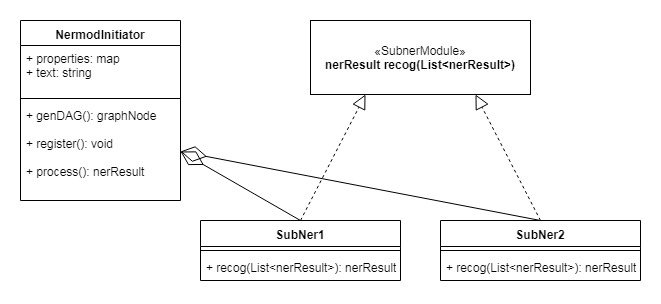 NermodInitiator
+ properties: map
+ text: string
+ genDAG(): graphNode
+ register(): void
+ process(): nerResult
«SubnerModule»
nerResult recog(List<nerResult>)
SubNer1
+ recog(List<nerResult>): nerResult
SubNer2
+ recog(List<nerResult>): nerResult